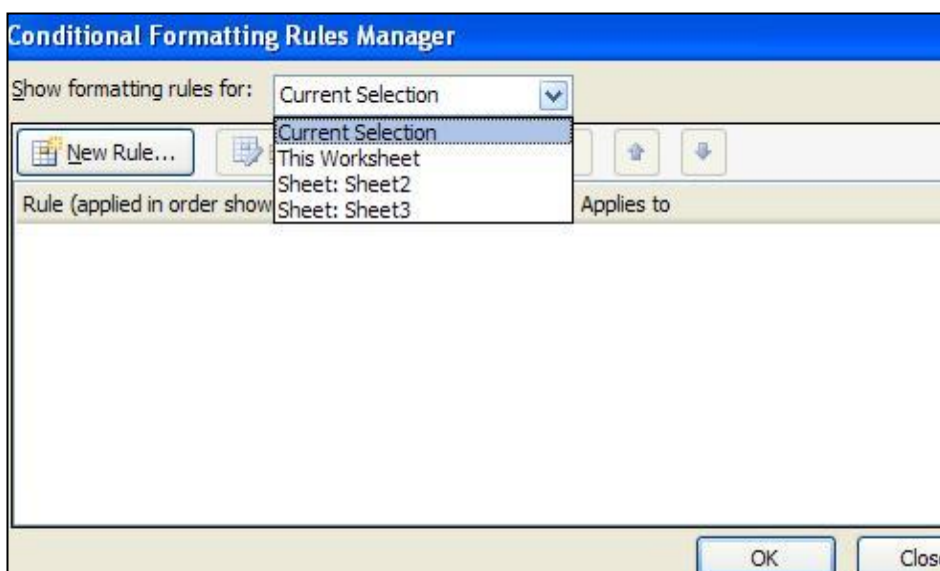 Conditional Formatting Rules Manager
Show formatting rules for: Current Selection
Current Selection
New Rule...
This Worksheet
Sheet: Sheet2
Rule (applied in order show
Sheet: Sheet3
Applies to
OK
Close